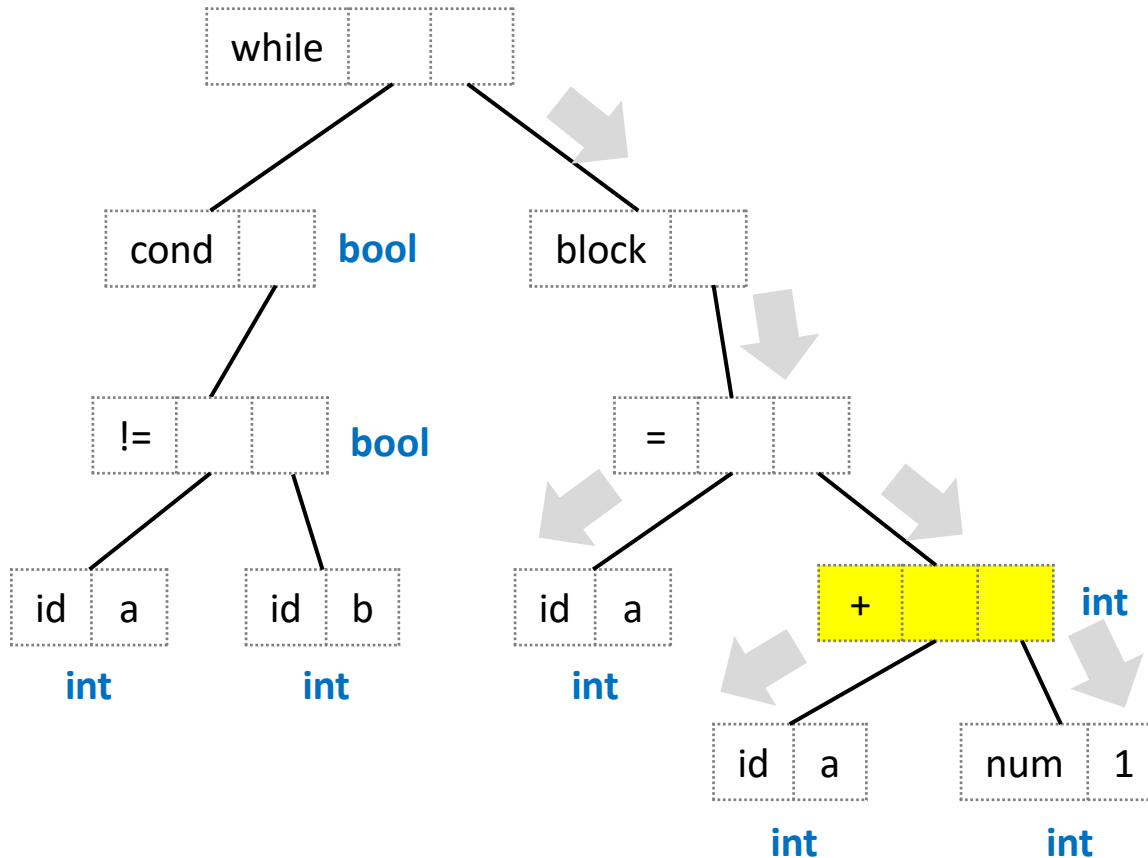 while
cond
bool
block
!=
bool
=
id a
id b
id a
+
int
int
int
int
id a
num 1
int
int